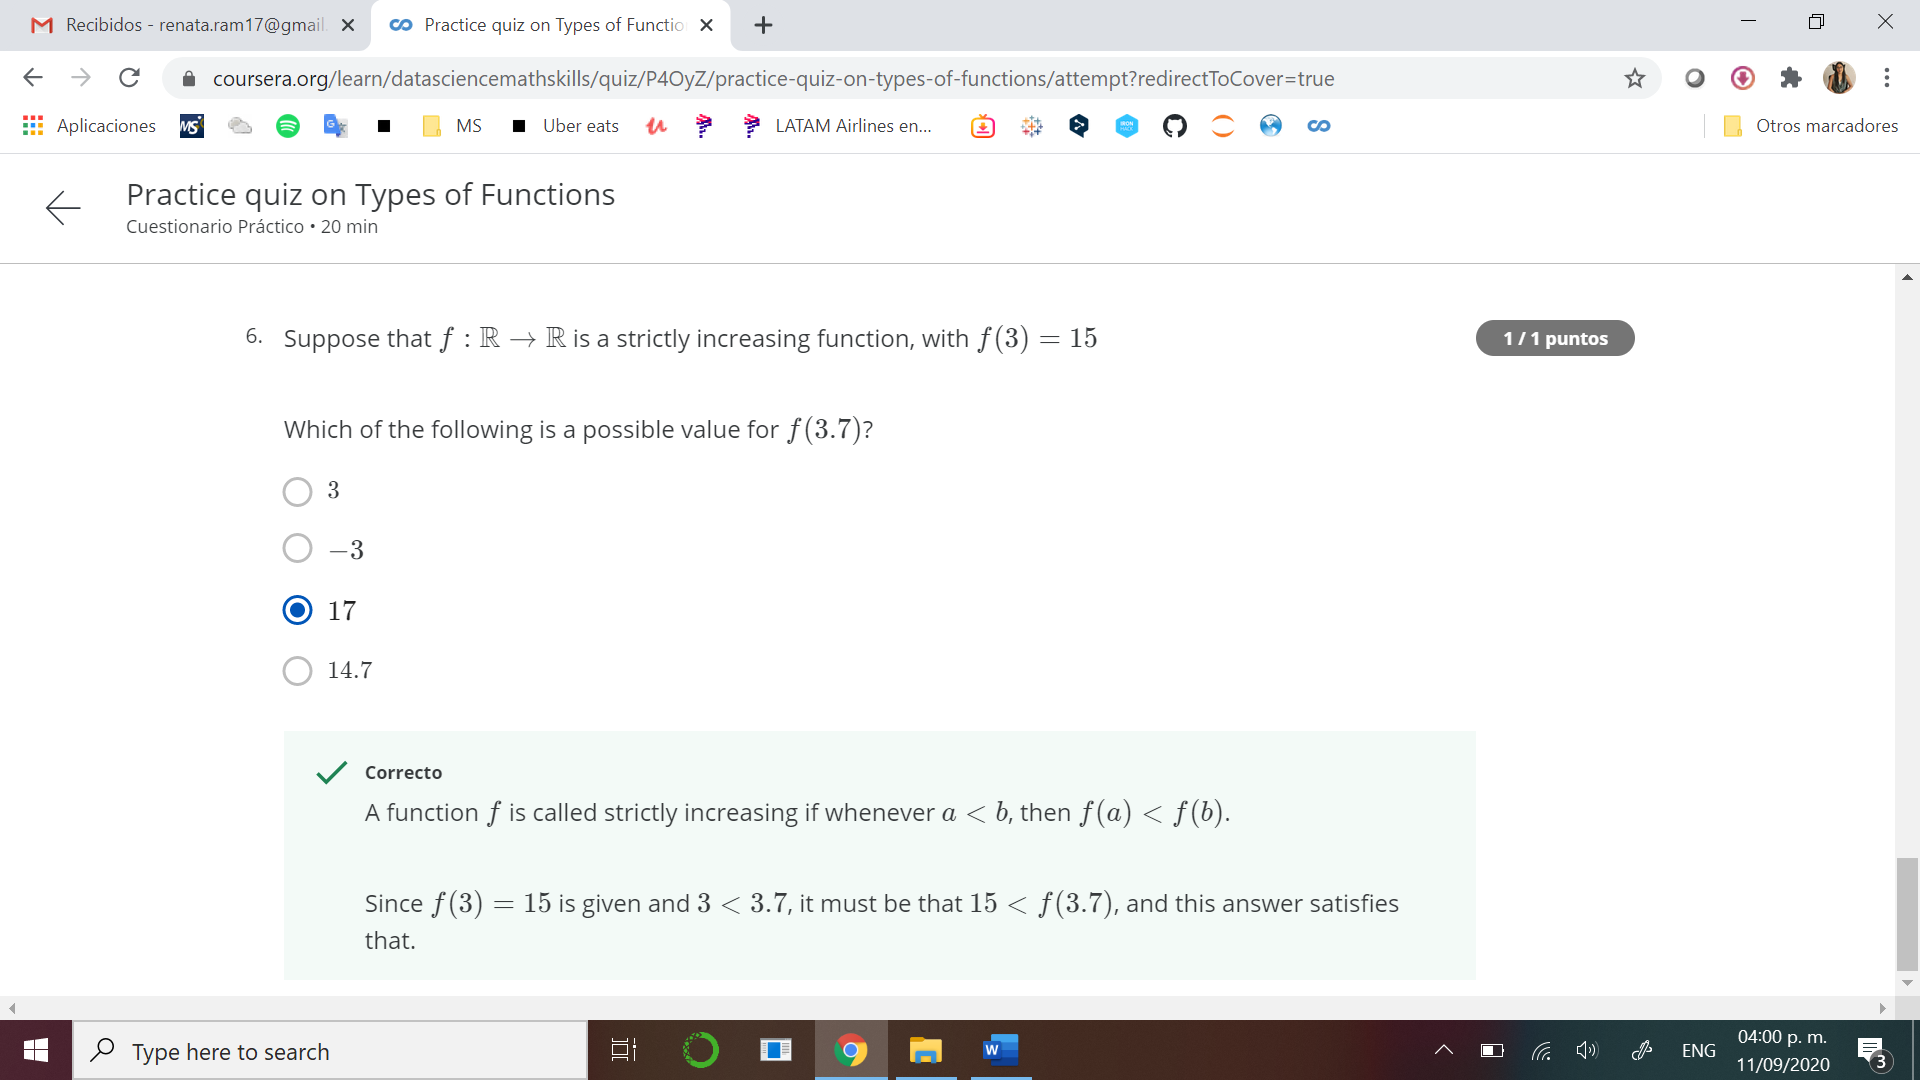 Recibidos - renata.ram17@gmail.
Practice quiz on Types of Functio
coursera.org/learn/datasciencemathskills/quiz/P4OyZ/practice-quiz-on-types-of-functions/attempt?redirectToCover=true
Aplicaciones MS Uber eats LATAM Airlines en... Otros marcadores
Practice quiz on Types of Functions
Cuestionario Práctico • 20 min
6. Suppose that f : ℝ → ℝ is a strictly increasing function, with f(3) = 15
1 / 1 puntos
Which of the following is a possible value for f(3.7)?
3
−3
17
14.7
Correcto
A function f is called strictly increasing if whenever a < b, then f(a) < f(b).
Since f(3) = 15 is given and 3 < 3.7, it must be that 15 < f(3.7), and this answer satisfies
that.
Type here to search
ENG
04:00 p. m.
11/09/2020
3